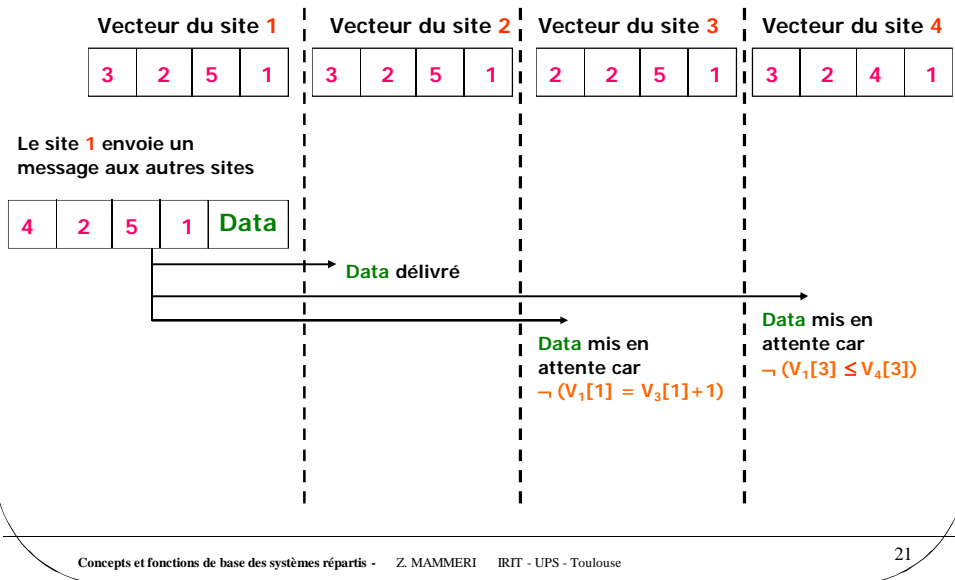 Vecteur du site 1
Vecteur du site 2
Vecteur du site 3
Vecteur du site 4
3 2 5 1
3 2 5 1
2 2 5 1
3 2 4 1
Le site 1 envoie un
message aux autres sites
4 2 5 1 Data
Data délivré
Data mis en
attente car
¬ (V₁[1] = V₃[1]+1)
Data mis en
attente car
¬ (V₁[3] ≤ V₄[3])
Concepts et fonctions de base des systèmes répartis - Z. MAMMERI IRIT - UPS - Toulouse
21